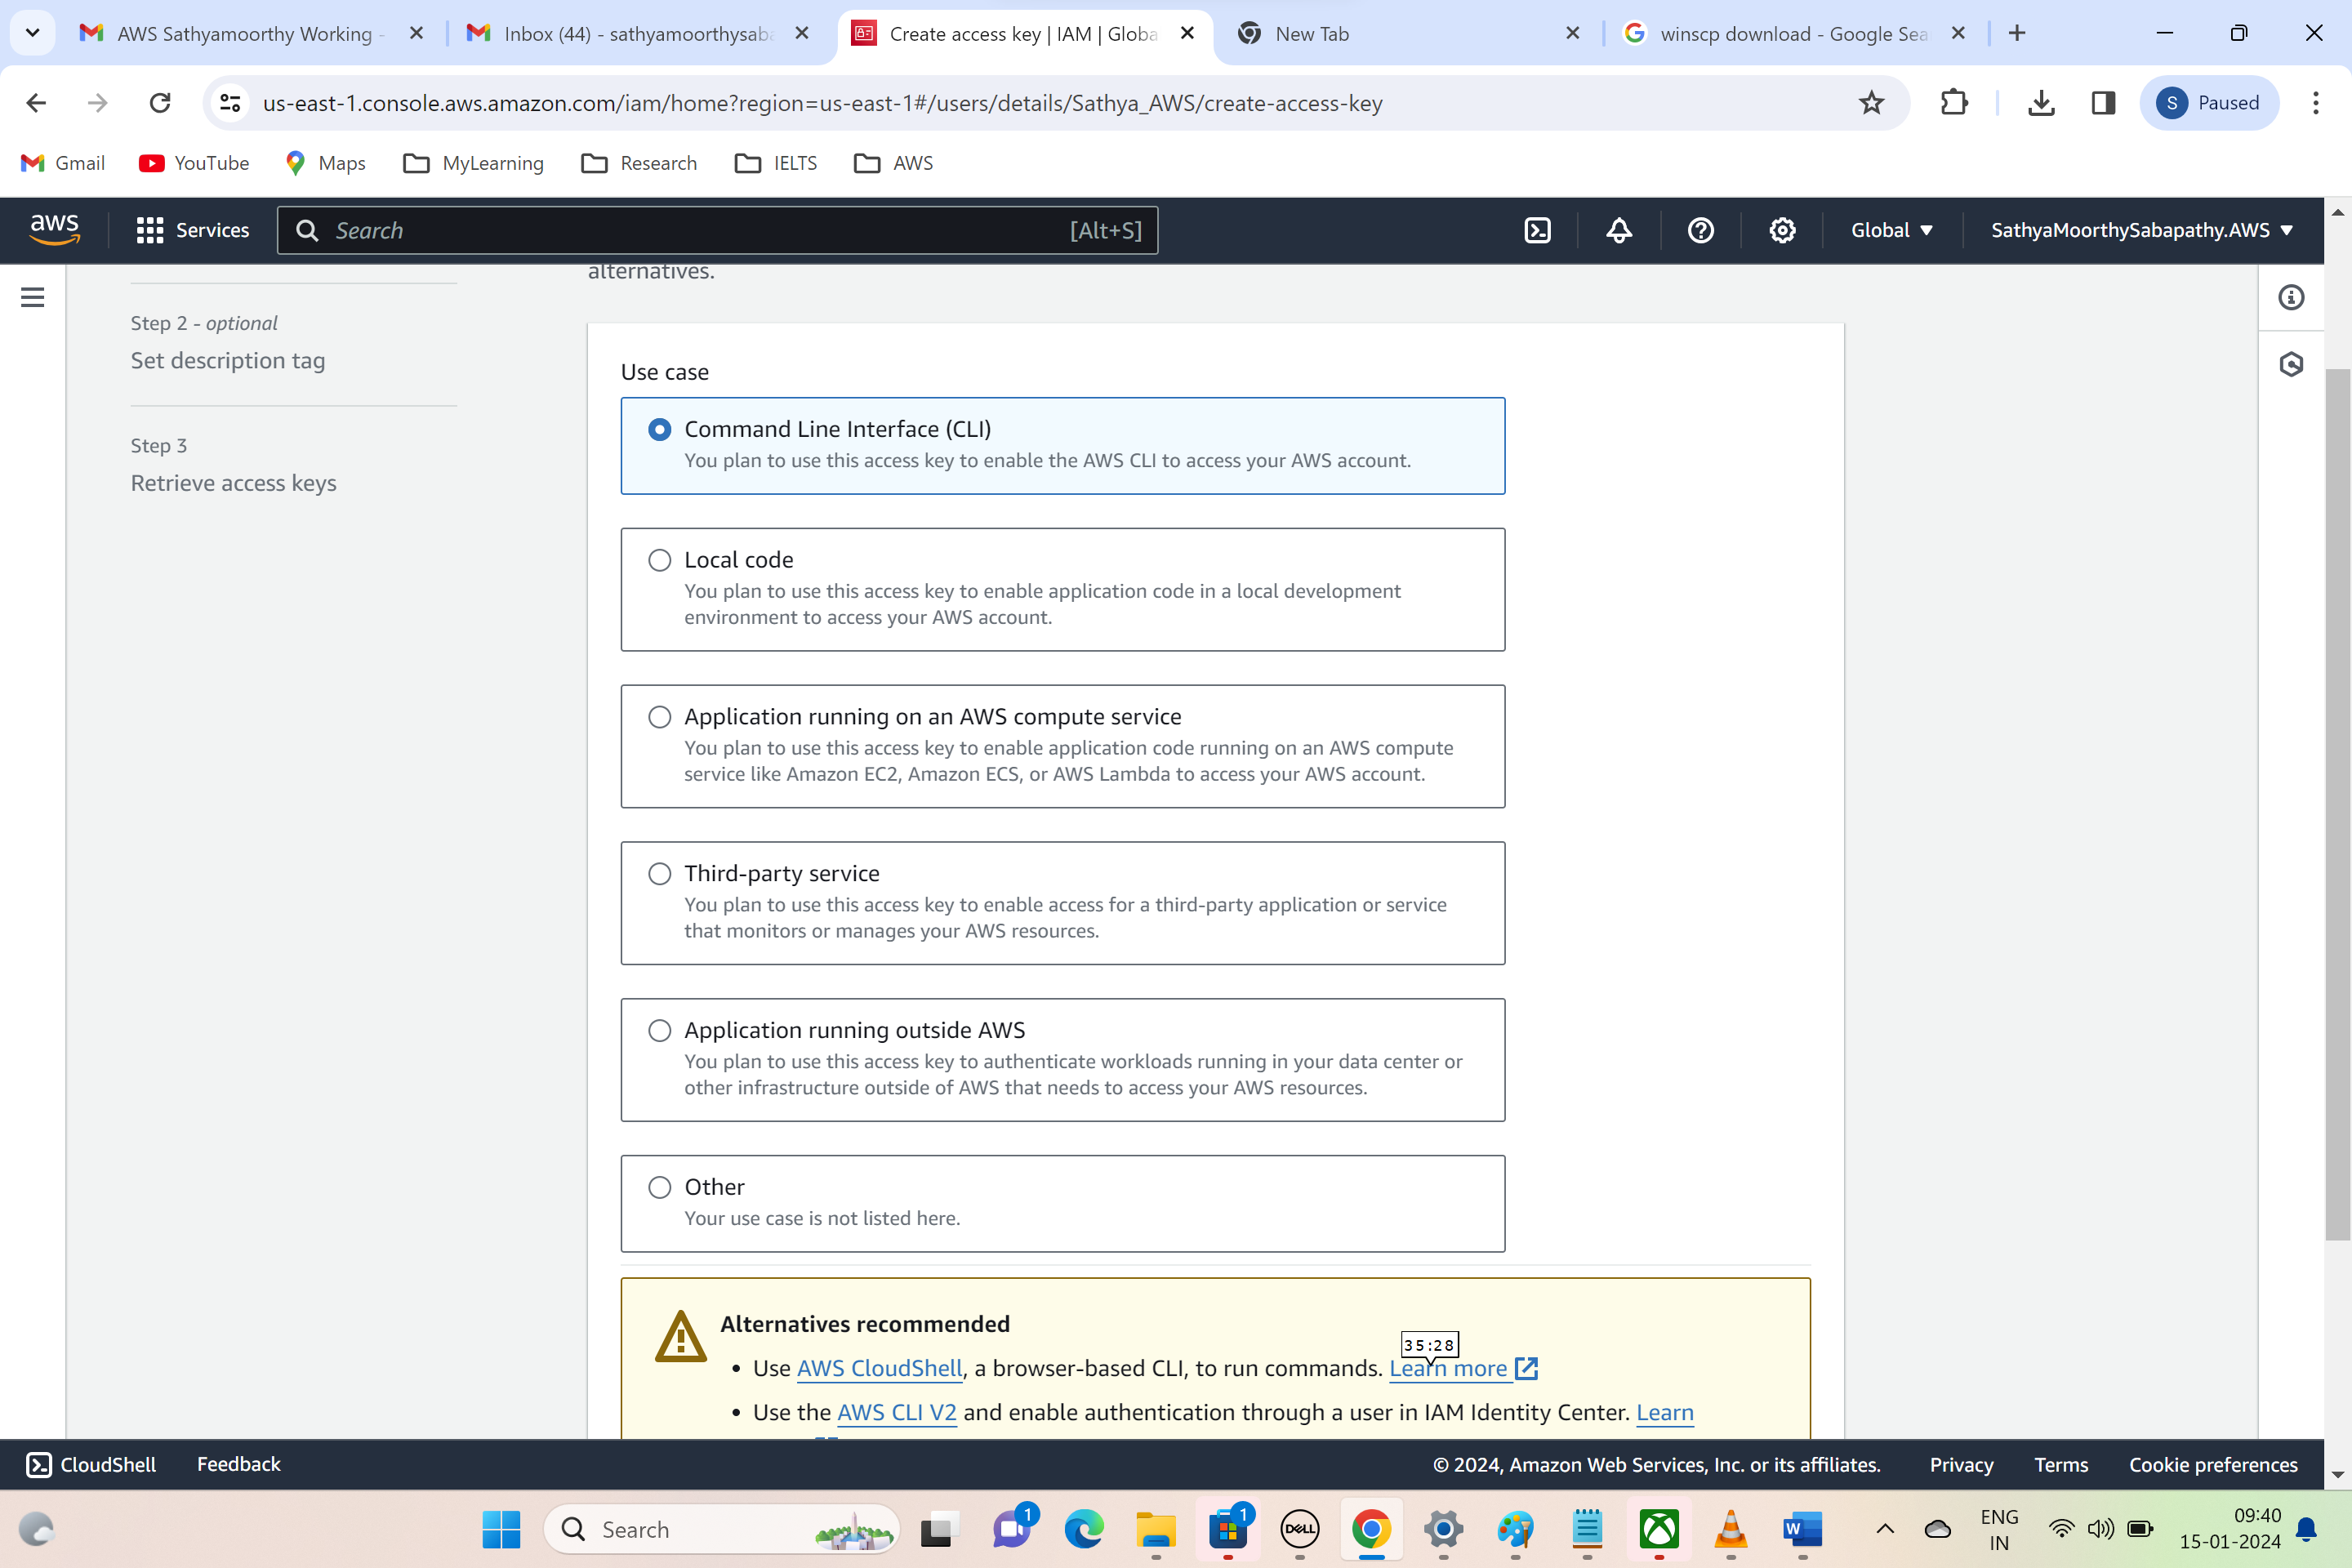 AWS Sathyamoorthy Working -
Inbox (44) - sathyamoorthysaba
Create access key | IAM | Globa
New Tab
winscp download - Google Sea
us-east-1.console.aws.amazon.com/iam/home?region=us-east-1#/users/details/Sathya_AWS/create-access-key
S
Paused
Gmail
YouTube
Maps
MyLearning
Research
IELTS
AWS
aws
Services
Search
[Alt+S]
Global
SathyaMoorthySabapathy.AWS
alternatives.
Step 2 - optional
Set description tag
Step 3
Retrieve access keys
Use case
Command Line Interface (CLI)
You plan to use this access key to enable the AWS CLI to access your AWS account.
Local code
You plan to use this access key to enable application code in a local development
environment to access your AWS account.
Application running on an AWS compute service
You plan to use this access key to enable application code running on an AWS compute
service like Amazon EC2, Amazon ECS, or AWS Lambda to access your AWS account.
Third-party service
You plan to use this access key to enable access for a third-party application or service
that monitors or manages your AWS resources.
Application running outside AWS
You plan to use this access key to authenticate workloads running in your data center or
other infrastructure outside of AWS that needs to access your AWS resources.
Other
Your use case is not listed here.
Alternatives recommended
35:28
• Use AWS CloudShell, a browser-based CLI, to run commands. Learn more
• Use the AWS CLI V2 and enable authentication through a user in IAM Identity Center. Learn
CloudShell
Feedback
© 2024, Amazon Web Services, Inc. or its affiliates.
Privacy
Terms
Cookie preferences
Search
1
1
DELL
W
ENG
IN
09:40
15-01-2024